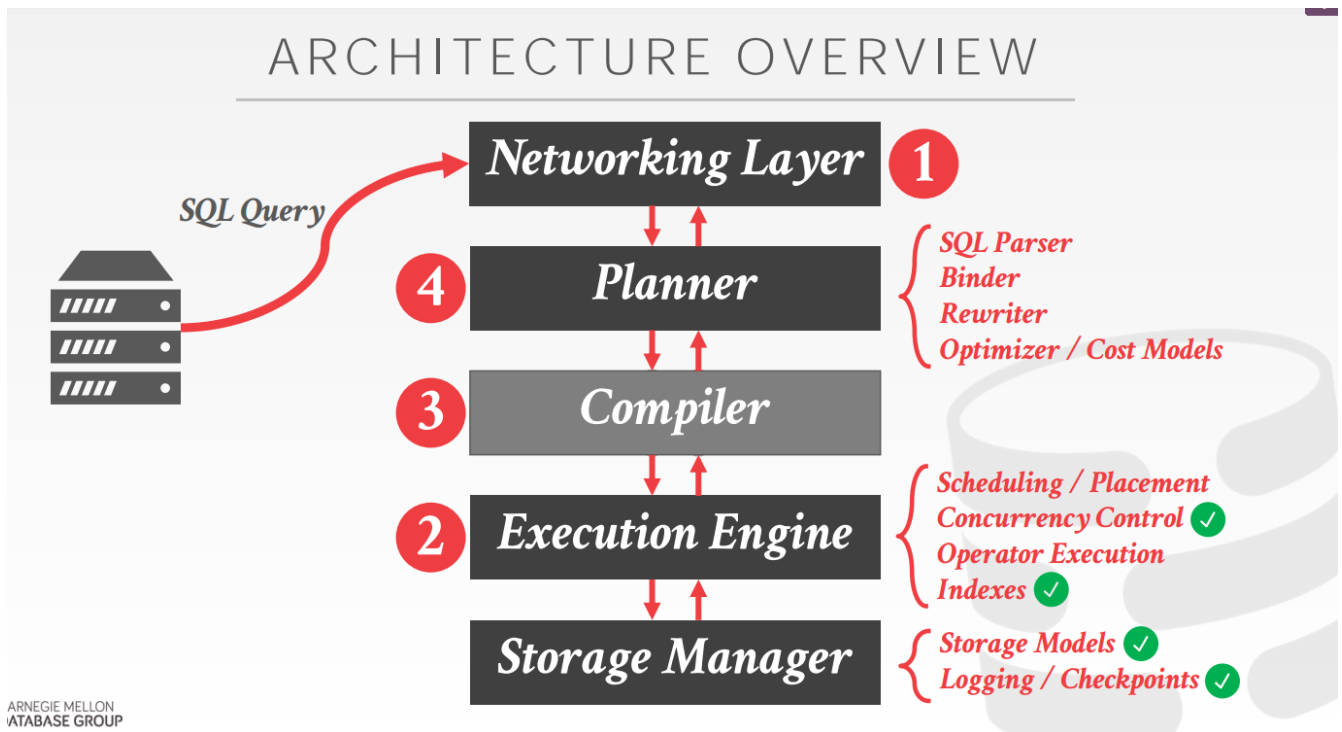 ARCHITECTURE OVERVIEW
SQL Query
Networking Layer
1
4
Planner
SQL Parser
Binder
Rewriter
Optimizer / Cost Models
3
Compiler
2
Execution Engine
Scheduling / Placement
Concurrency Control
Operator Execution
Indexes
Storage Manager
Storage Models
Logging / Checkpoints
ARNEGIE MELLON
ATABASE GROUP